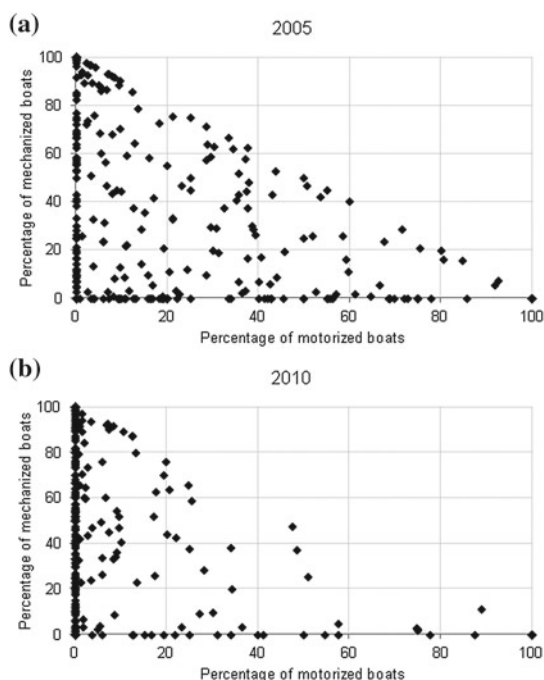 (a)
2005
Percentage of mechanized boats
100
80
60
40
20
0
0 20 40 60 80 100
Percentage of motorized boats
(b)
2010
Percentage of mechanized boats
100
80
60
40
20
0
0 20 40 60 80 100
Percentage of motorized boats